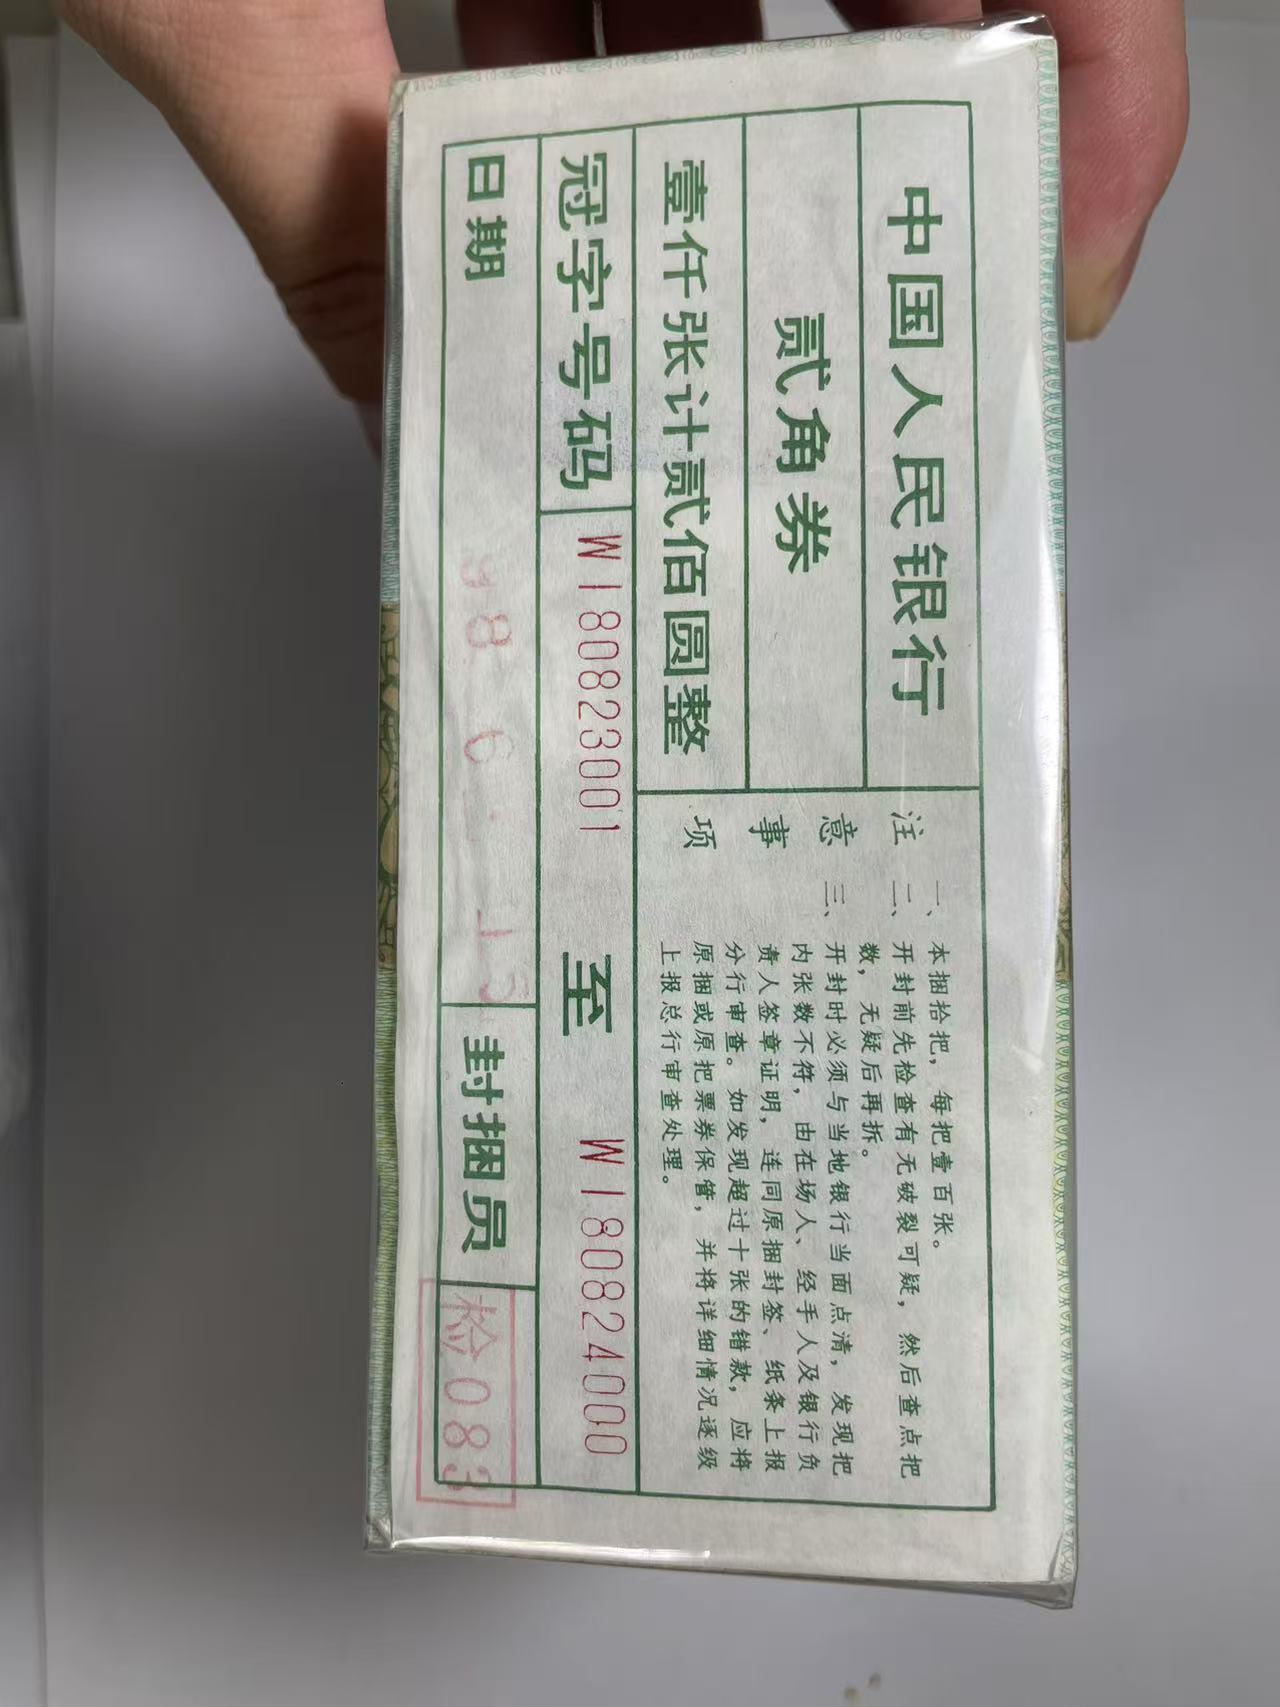 中国人民银行
贰角券
壹仟张计贰佰圆整
注意事项
一、本捆拾把，每把壹百张。
二、开封前先检查有无破裂可疑，然后查点把
数，无疑后再拆。
三、开封时必须与当地银行当面点清，发现把
内张数不符，由在场人、经手人及银行负
责人签章证明，连同原捆封签、纸条上报
分行审查。如发现超过十张的错款，应将
原捆或原把票券保管，并将详细情况逐级
上报总行审查处理。
冠字号码 W180823001 至 W180824000
日期 98.6.15 封捆员 检083